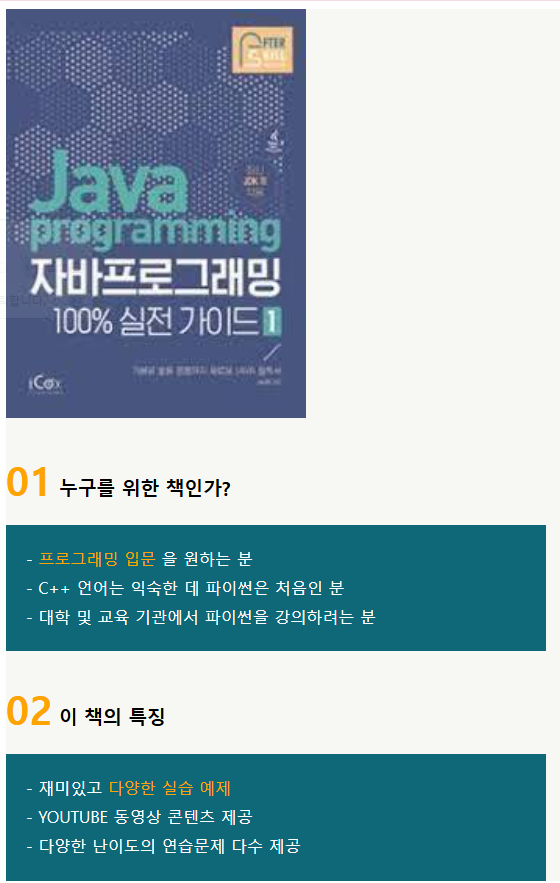 Java
programming
자바프로그래밍
100% 실전 가이드 1
iCox
01 누구를 위한 책인가?
- 프로그래밍 입문 을 원하는 분
- C++ 언어는 익숙한 데 파이썬은 처음인 분
- 대학 및 교육 기관에서 파이썬을 강의하려는 분
02 이 책의 특징
- 재미있고 다양한 실습 예제
- YOUTUBE 동영상 콘텐츠 제공
- 다양한 난이도의 연습문제 다수 제공